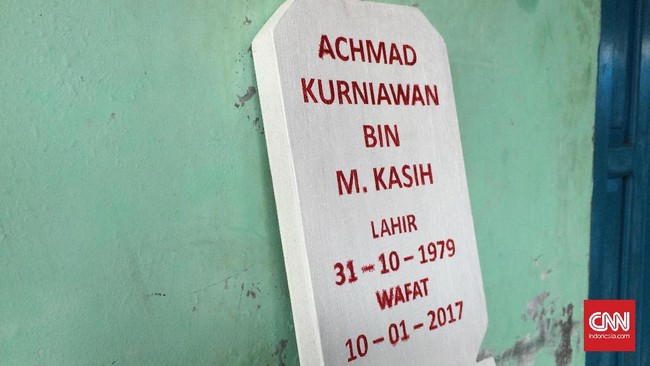 ACHMAD
KURNIAWAN
BIN
M. KASIH
LAHIR
31-10-1979
WAFAT
10-01-2017
CNN
Indonesia.com